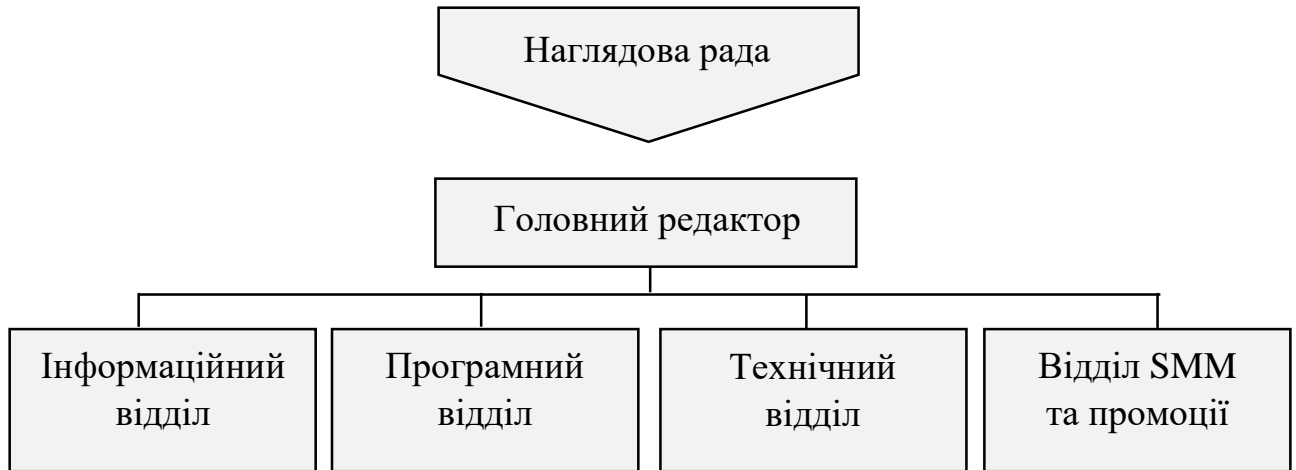 Наглядова рада
Головний редактор
Інформаційний
відділ
Програмний
відділ
Технічний
відділ
Відділ SMM
та промоції